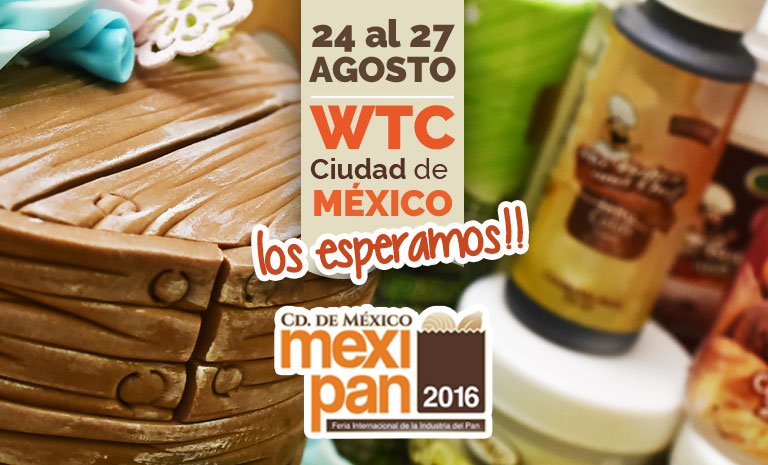 24 al 27
AGOSTO
WTC
Ciudad de
MÉXICO
los esperamos!!
CD. DE MÉXICO
mexi
pan
2016
Feria Internacional de la Industria del Pan